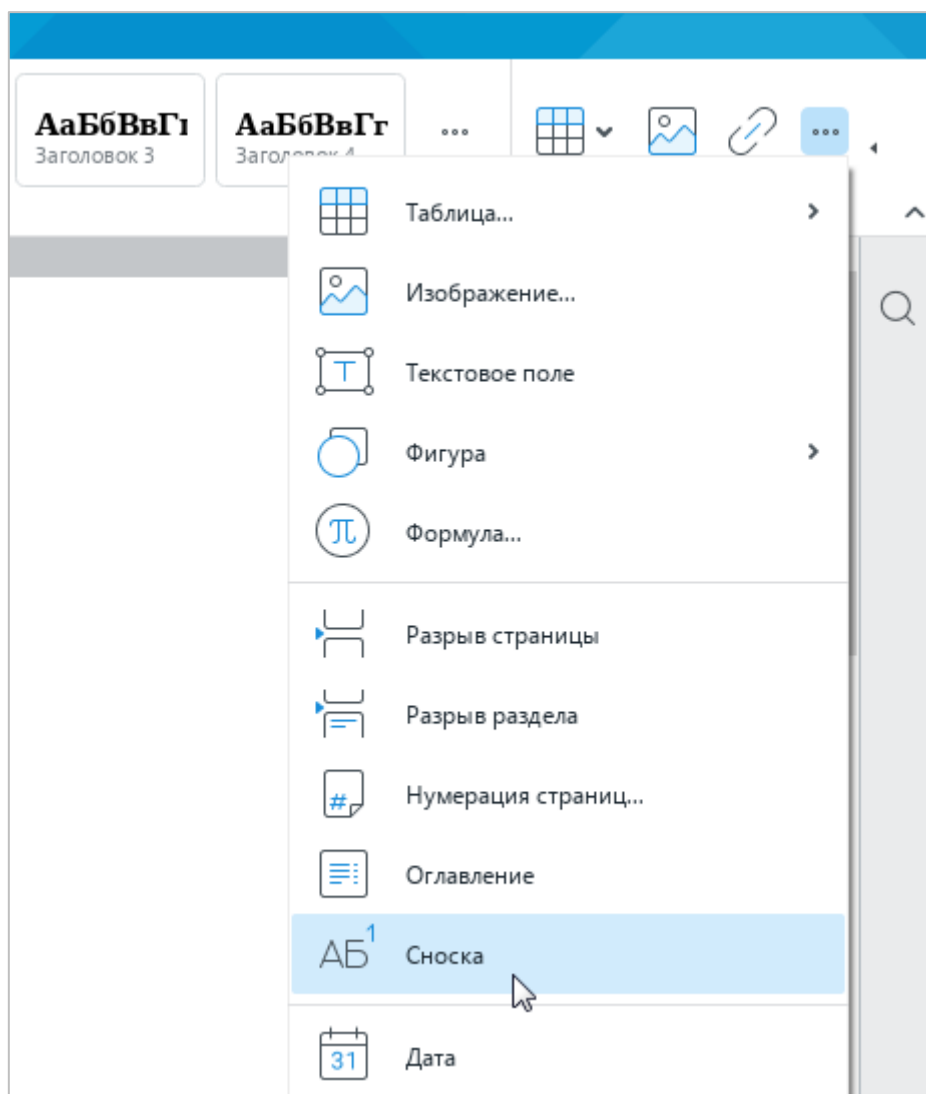 АаБбВвГг
Заголовок 3
АаБбВвГг
Заголовок 4
Таблица...
Изображение...
Текстовое поле
Фигура
Формула...
Разрыв страницы
Разрыв раздела
#
Нумерация страниц...
Оглавление
АБ1
Сноска
31
Дата